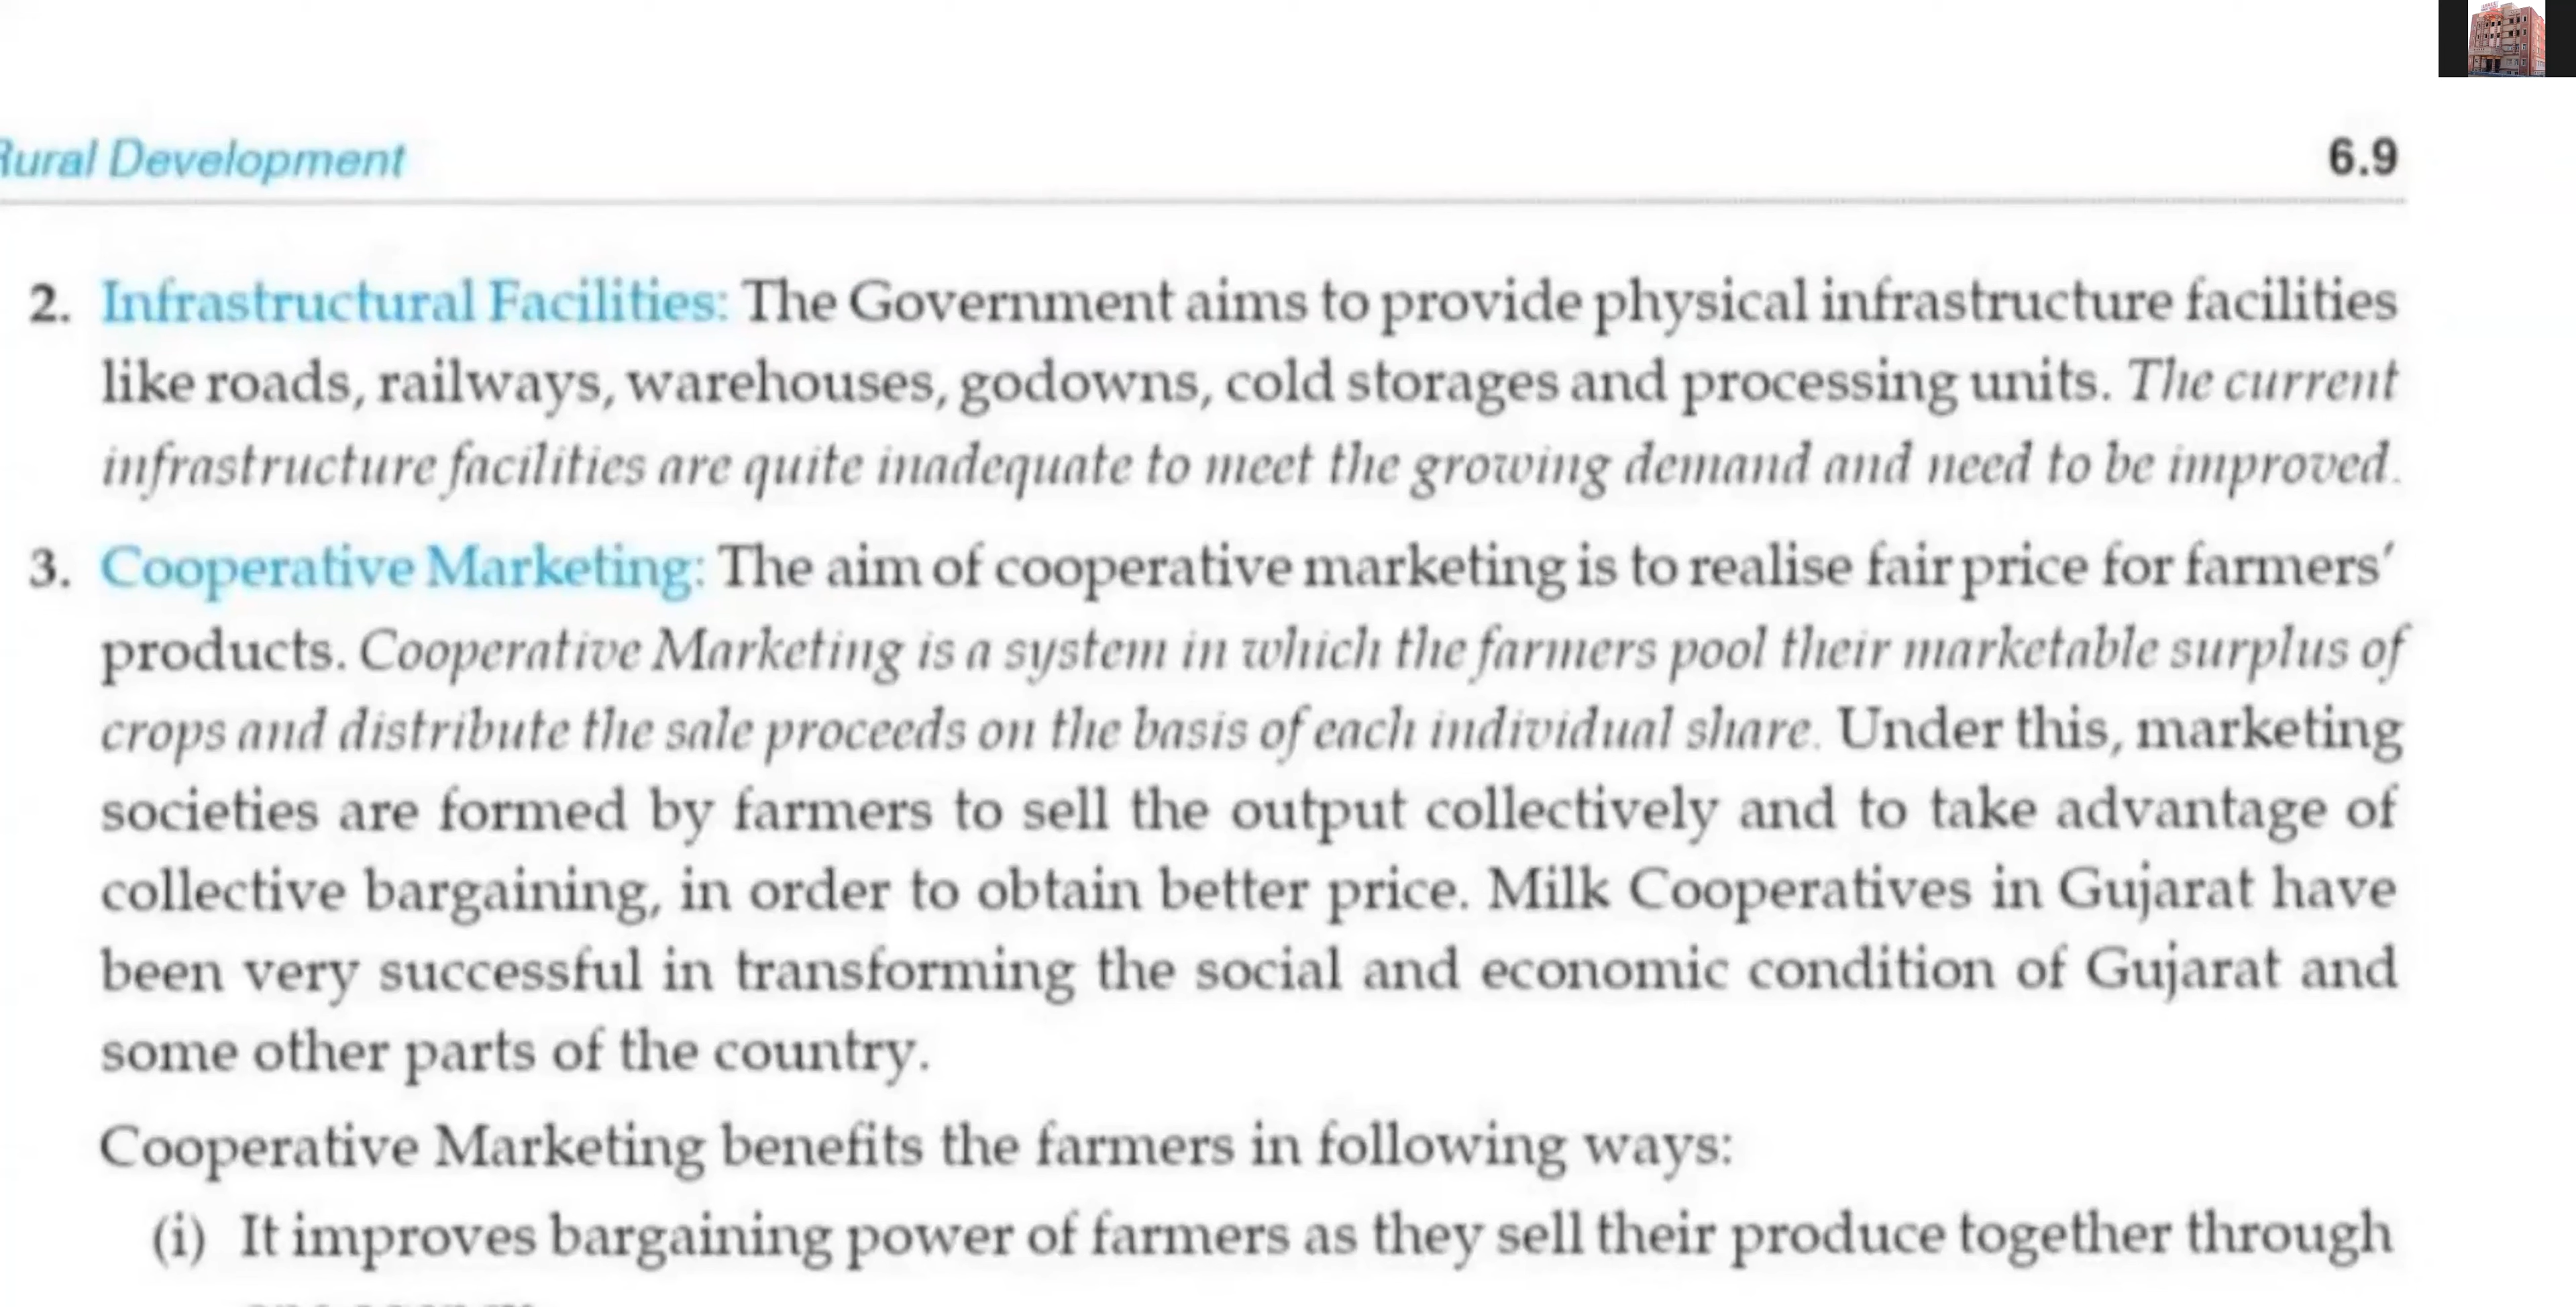 Rural Development
6.9
2. Infrastructural Facilities: The Government aims to provide physical infrastructure facilities
like roads, railways, warehouses, godowns, cold storages and processing units. The current
infrastructure facilities are quite inadequate to meet the growing demand and need to be improved.
3. Cooperative Marketing: The aim of cooperative marketing is to realise fair price for farmers'
products. Cooperative Marketing is a system in which the farmers pool their marketable surplus of
crops and distribute the sale proceeds on the basis of each individual share. Under this, marketing
societies are formed by farmers to sell the output collectively and to take advantage of
collective bargaining, in order to obtain better price. Milk Cooperatives in Gujarat have
been very successful in transforming the social and economic condition of Gujarat and
some other parts of the country.
Cooperative Marketing benefits the farmers in following ways:
(i) It improves bargaining power of farmers as they sell their produce together through